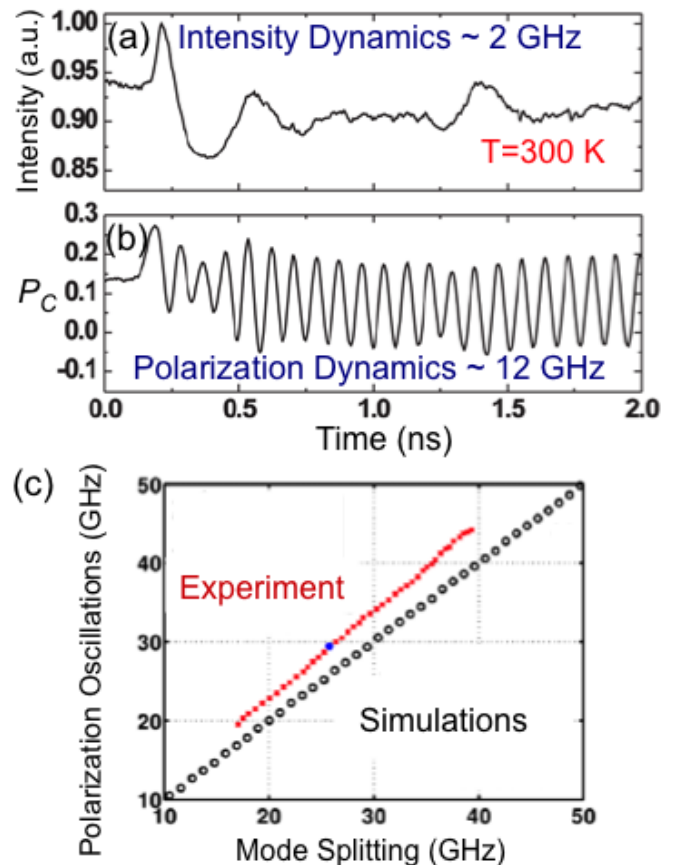 (a) Intensity Dynamics ~ 2 GHz
Intensity (a.u.)
1.00
0.95
0.90
0.85
T=300 K
(b)
P_C
0.3
0.2
0.1
0.0
-0.1
Polarization Dynamics ~ 12 GHz
0.0 0.5 1.0 1.5 2.0
Time (ns)
(c)
Polarization Oscillations (GHz)
50
40
30
20
10
Experiment
Simulations
10 20 30 40 50
Mode Splitting (GHz)